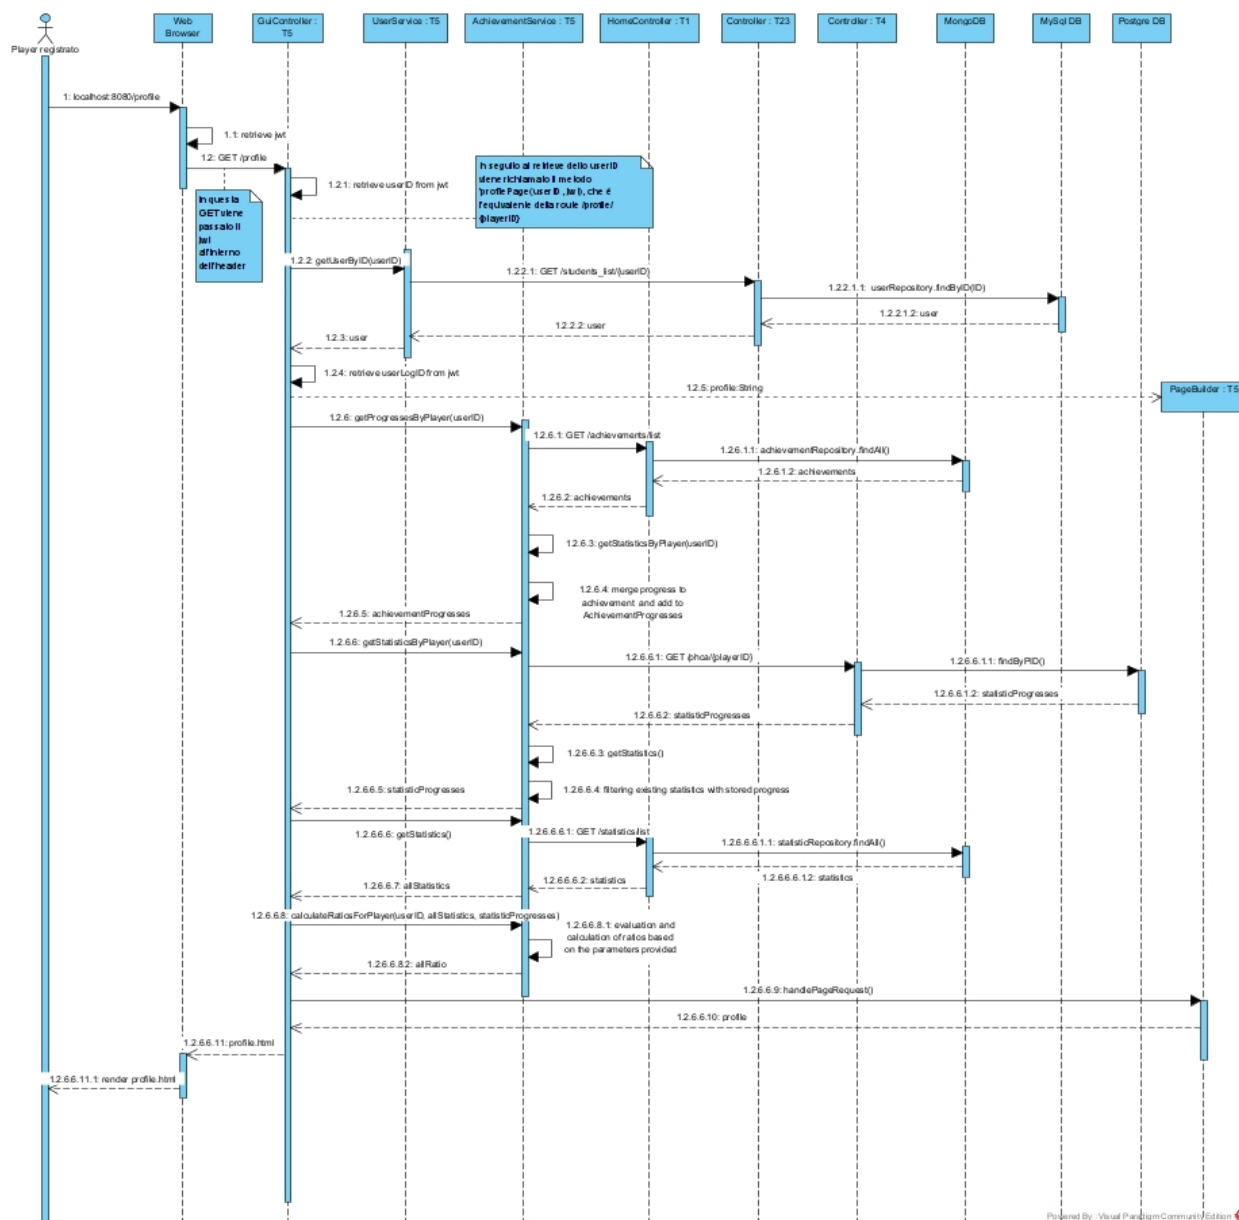 Player registrato
Web
Browser
GuiController :
T5
UserService : T5
AchievementService : T5
HomeController : T1
Controller : T23
Controller : T4
MongoDB
MySql DB
Postgre DB
1: localhost:8080/profile
1.1: retrieve jwt
1.2: GET /profile
In questa
GET viene
passato il
jwt
all'interno
dell'header
1.2.1: retrieve userID from jwt
In seguito al retrieve dello userID
viene richiamato il metodo
'profilePage(userID, jwt), che é
l'equivalente della route /profile/
{playerID}
1.2.2: getUserByID(userID)
1.2.2.1: GET /students_list/{userID}
1.2.2.1.1: userRepository.findByID(ID)
1.2.2.1.2: user
1.2.2.2: user
1.2.3: user
1.2.4: retrieve userLogID from jwt
1.2.5: profile:String
PageBuilder : T5
1.2.6: getProgressesByPlayer(userID)
1.2.6.1: GET /achievements/list
1.2.6.1.1: achievementRepository.findAll()
1.2.6.1.2: achievements
1.2.6.2: achievements
1.2.6.3: getStatisticsByPlayer(userID)
1.2.6.4: merge progress to
achievement and add to
AchievementProgresses
1.2.6.5: achievementProgresses
1.2.6.6: getStatisticsByPlayer(userID)
1.2.6.6.1: GET /phca/{playerID}
1.2.6.6.1.1: findByPID()
1.2.6.6.1.2: statisticProgresses
1.2.6.6.2: statisticProgresses
1.2.6.6.3: getStatistics()
1.2.6.6.4: filtering existing statistics with stored progress
1.2.6.6.5: statisticProgresses
1.2.6.6.6: getStatistics()
1.2.6.6.6.1: GET /statistics/list
1.2.6.6.6.1.1: statisticRepository.findAll()
1.2.6.6.6.1.2: statistics
1.2.6.6.6.2: statistics
1.2.6.6.7: allStatistics
1.2.6.6.8: calculateRatiosForPlayer(userID, allStatistics, statisticProgresses)
1.2.6.6.8.1: evaluation and
calculation of ratios based
on the parameters provided
1.2.6.6.8.2: allRatio
1.2.6.6.9: handlePageRequest()
1.2.6.6.10: profile
1.2.6.6.11: profile.html
1.2.6.6.11.1: render profile.html
Powered By : Visual Paradigm Community Edition